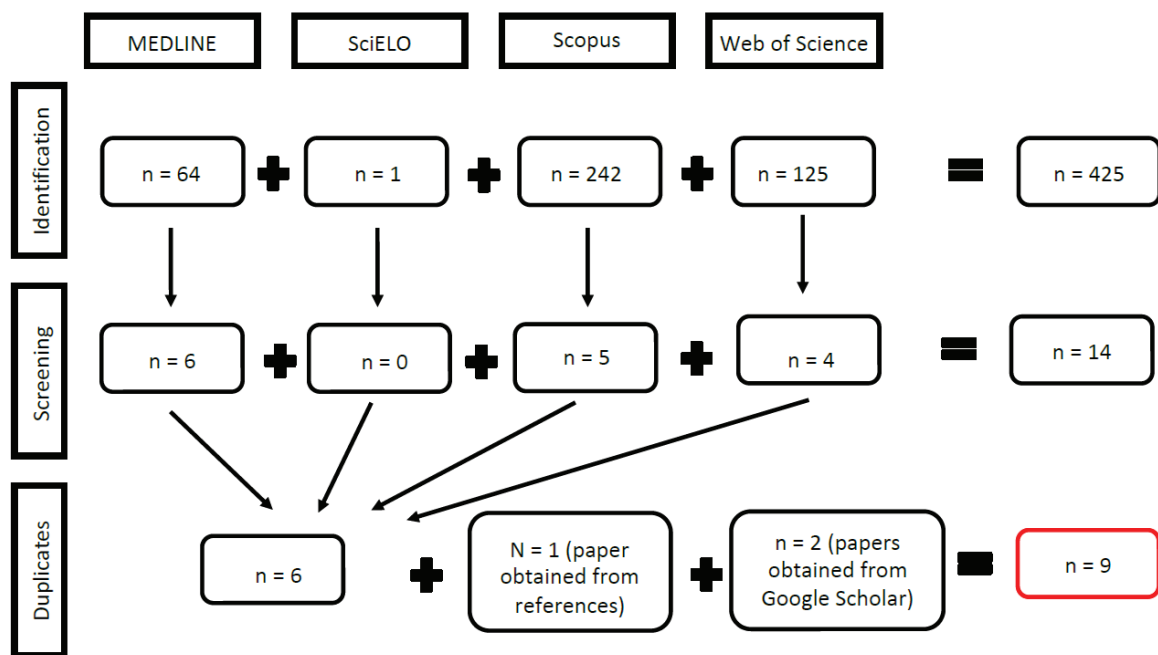 MEDLINE
SciELO
Scopus
Web of Science
Identification
n = 64
n = 1
n = 242
n = 125
n = 425
Screening
n = 6
n = 0
n = 5
n = 4
n = 14
Duplicates
n = 6
N = 1 (paper
obtained from
references)
n = 2 (papers
obtained from
Google Scholar)
n = 9